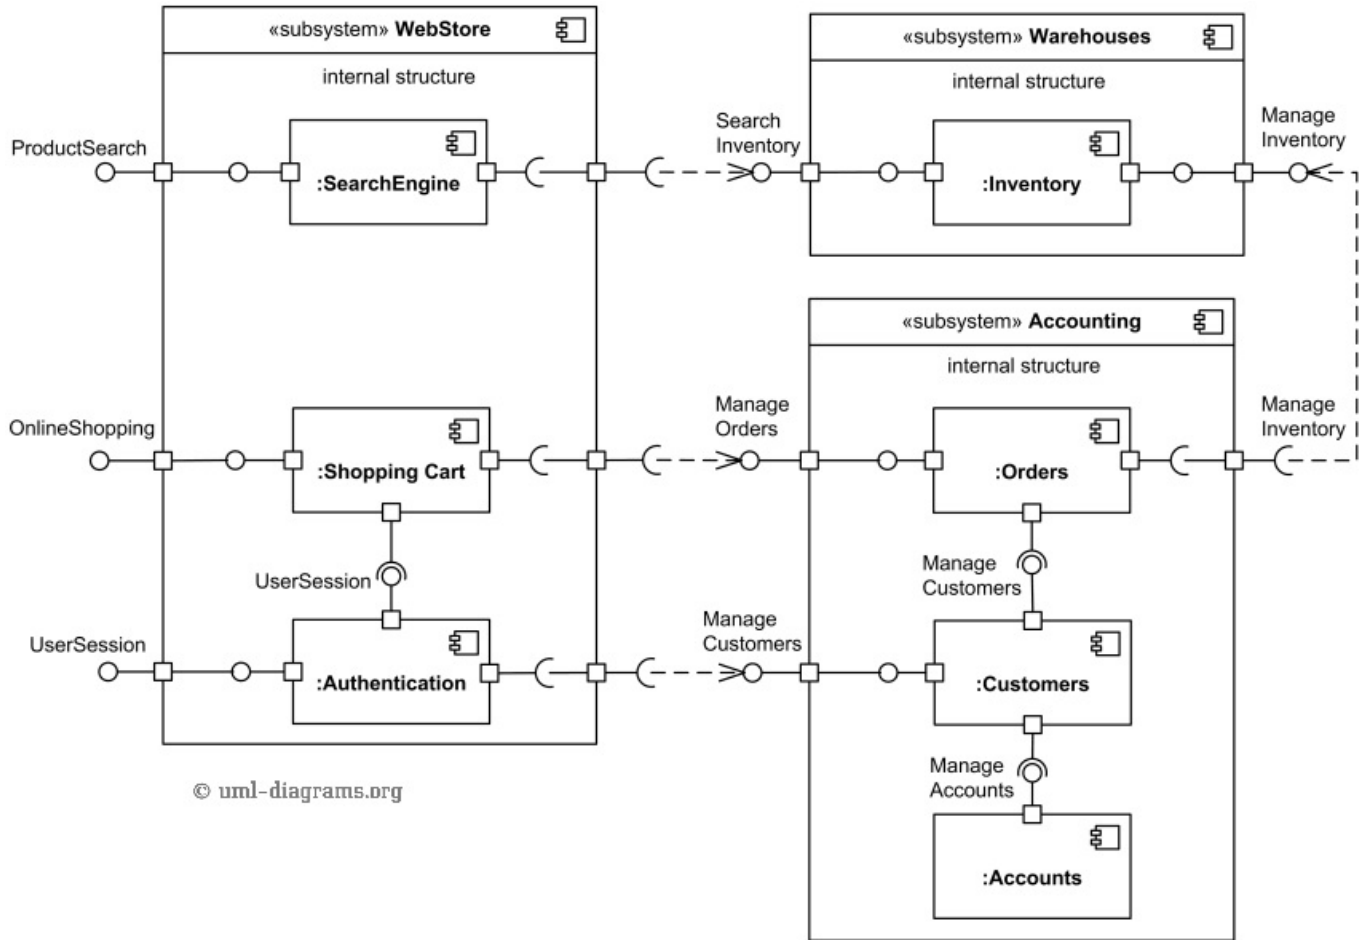 «subsystem» WebStore
internal structure
ProductSearch
:SearchEngine
OnlineShopping
:Shopping Cart
UserSession
UserSession
:Authentication
© uml-diagrams.org
«subsystem» Warehouses
internal structure
Search
Inventory
:Inventory
Manage
Inventory
«subsystem» Accounting
internal structure
Manage
Orders
:Orders
Manage
Inventory
Manage
Customers
Manage
Customers
:Customers
Manage
Accounts
:Accounts